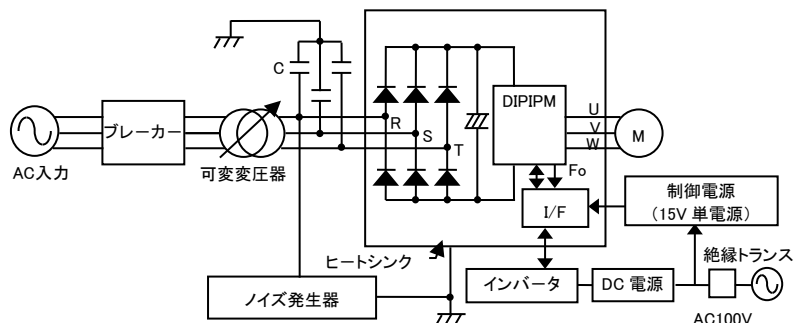 C
DIPIPM
U
V
W
M
R
S
T
Fo
I/F
AC入力
ブレーカー
可変変圧器
制御電源
(15V 単電源)
ヒートシンク
ノイズ発生器
インバータ
DC 電源
絶縁トランス
AC100V